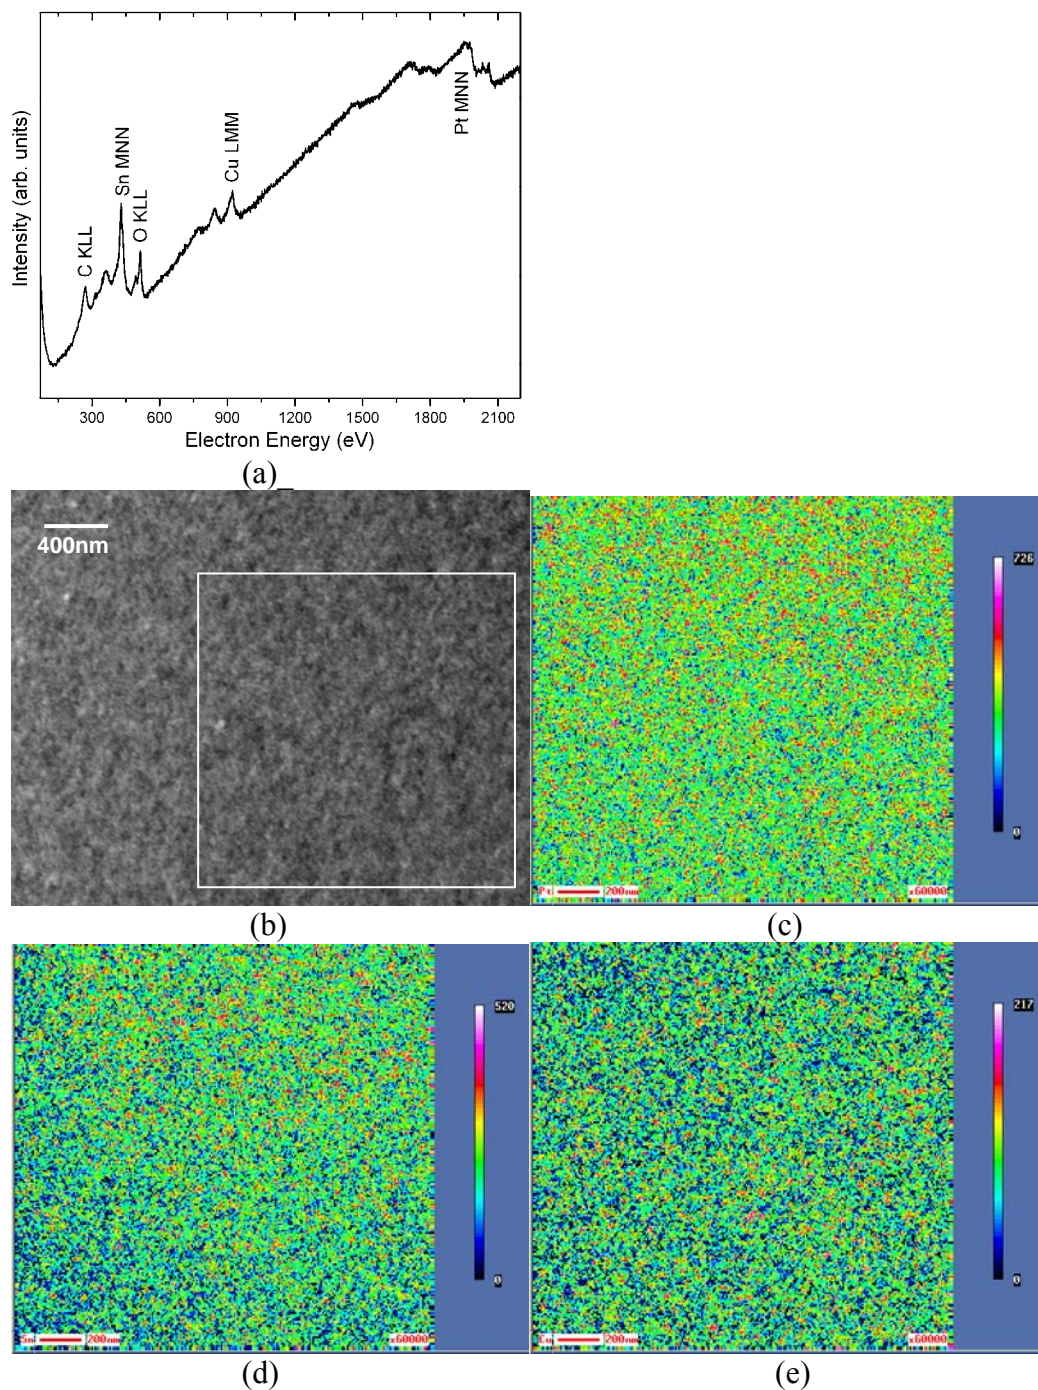 Intensity (arb. units)
C KLL
Sn MNN
O KLL
Cu LMM
Pt MNN
300 600 900 1200 1500 1800 2100
Electron Energy (eV)
(a)_
400nm
726
0
Pt 200nm x60000
(b) (c)
520
0
Sn 200nm x60000
217
0
Cu 200nm x60000
(d) (e)